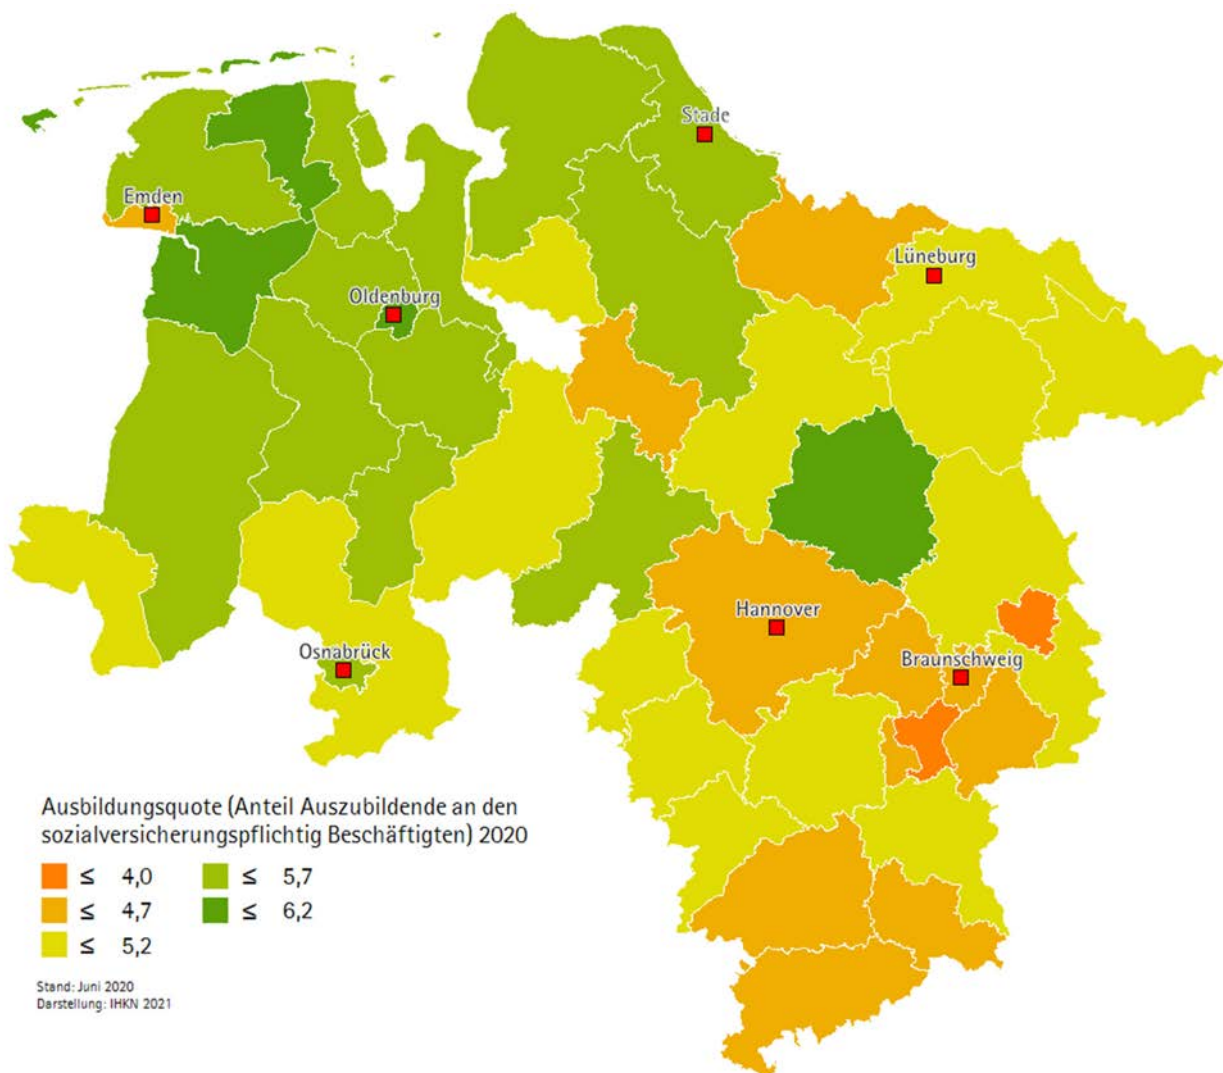 Stade
Emden
Lüneburg
Oldenburg
Hannover
Osnabrück
Braunschweig
Ausbildungsquote (Anteil Auszubildende an den
sozialversicherungspflichtig Beschäftigten) 2020
≤ 4,0
≤ 5,7
≤ 4,7
≤ 6,2
≤ 5,2
Stand: Juni 2020
Darstellung: IHKN 2021